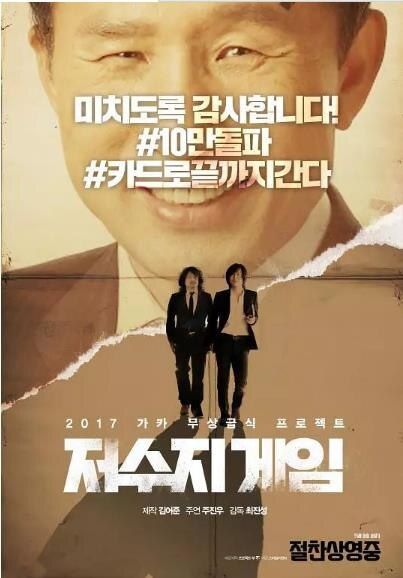 미치도록 감사합니다!
#10만돌파
#카드로끝까지간다
2017 가카 무상급식 프로젝트
저수지 게임
제작 김어준 주연 주진우 감독 최진성
절찬상영중